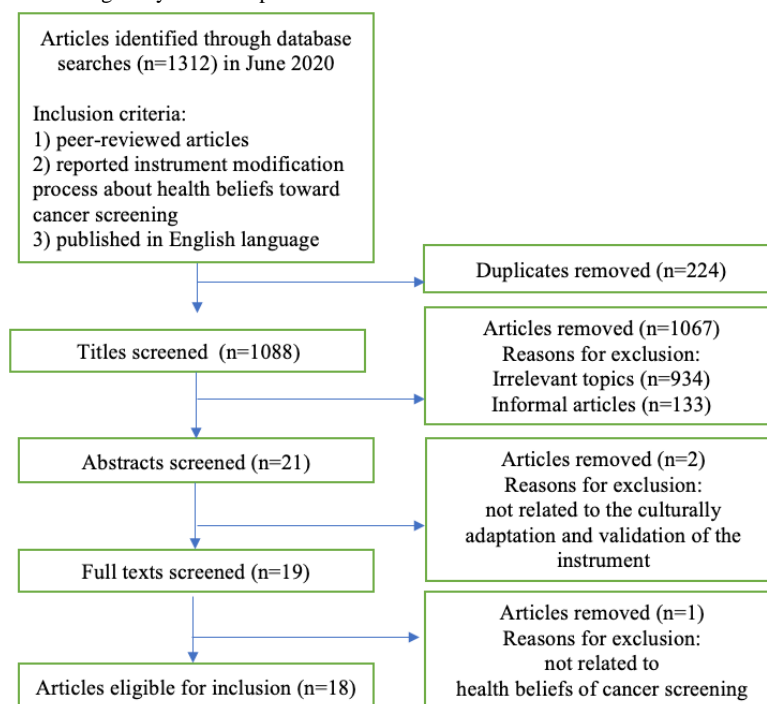 Articles identified through database
searches (n=1312) in June 2020
Inclusion criteria:
1) peer-reviewed articles
2) reported instrument modification
process about health beliefs toward
cancer screening
3) published in English language
Duplicates removed (n=224)
Titles screened (n=1088)
Articles removed (n=1067)
Reasons for exclusion:
Irrelevant topics (n=934)
Informal articles (n=133)
Abstracts screened (n=21)
Articles removed (n=2)
Reasons for exclusion:
not related to the culturally
adaptation and validation of the
instrument
Full texts screened (n=19)
Articles removed (n=1)
Reasons for exclusion:
not related to
health beliefs of cancer screening
Articles eligible for inclusion (n=18)